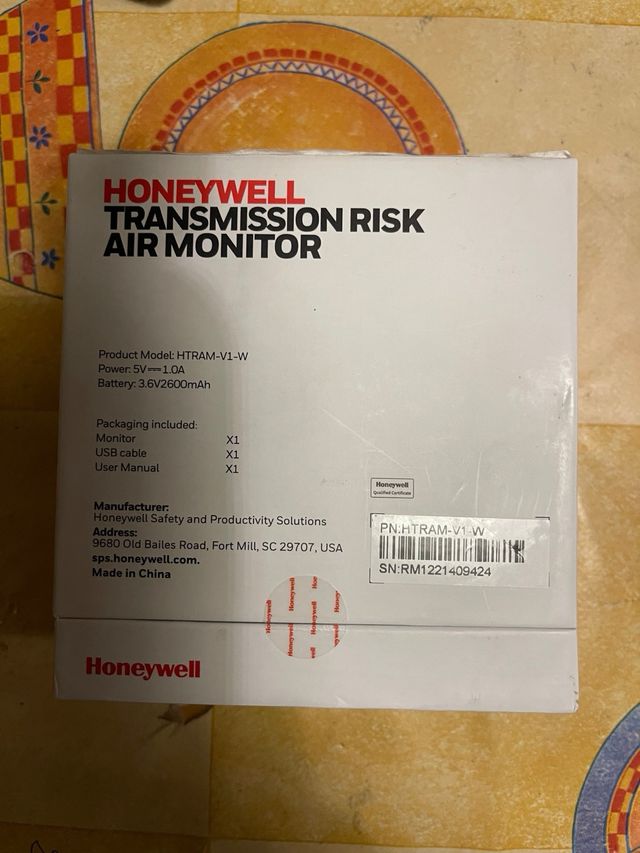 HONEYWELL
TRANSMISSION RISK
AIR MONITOR
Product Model: HTRAM-V1-W
Power: 5V⎓1.0A
Battery: 3.6V2600mAh
Packaging included:
Monitor X1
USB cable X1
User Manual X1
Honeywell
Qualified Certificate
Manufacturer:
Honeywell Safety and Productivity Solutions
Address:
9680 Old Bailes Road, Fort Mill, SC 29707, USA
sps.honeywell.com.
Made in China
PN:HTRAM-V1-W
SN:RM1221409424
Honeywell
Honeywell
Honeywell
Honeywell